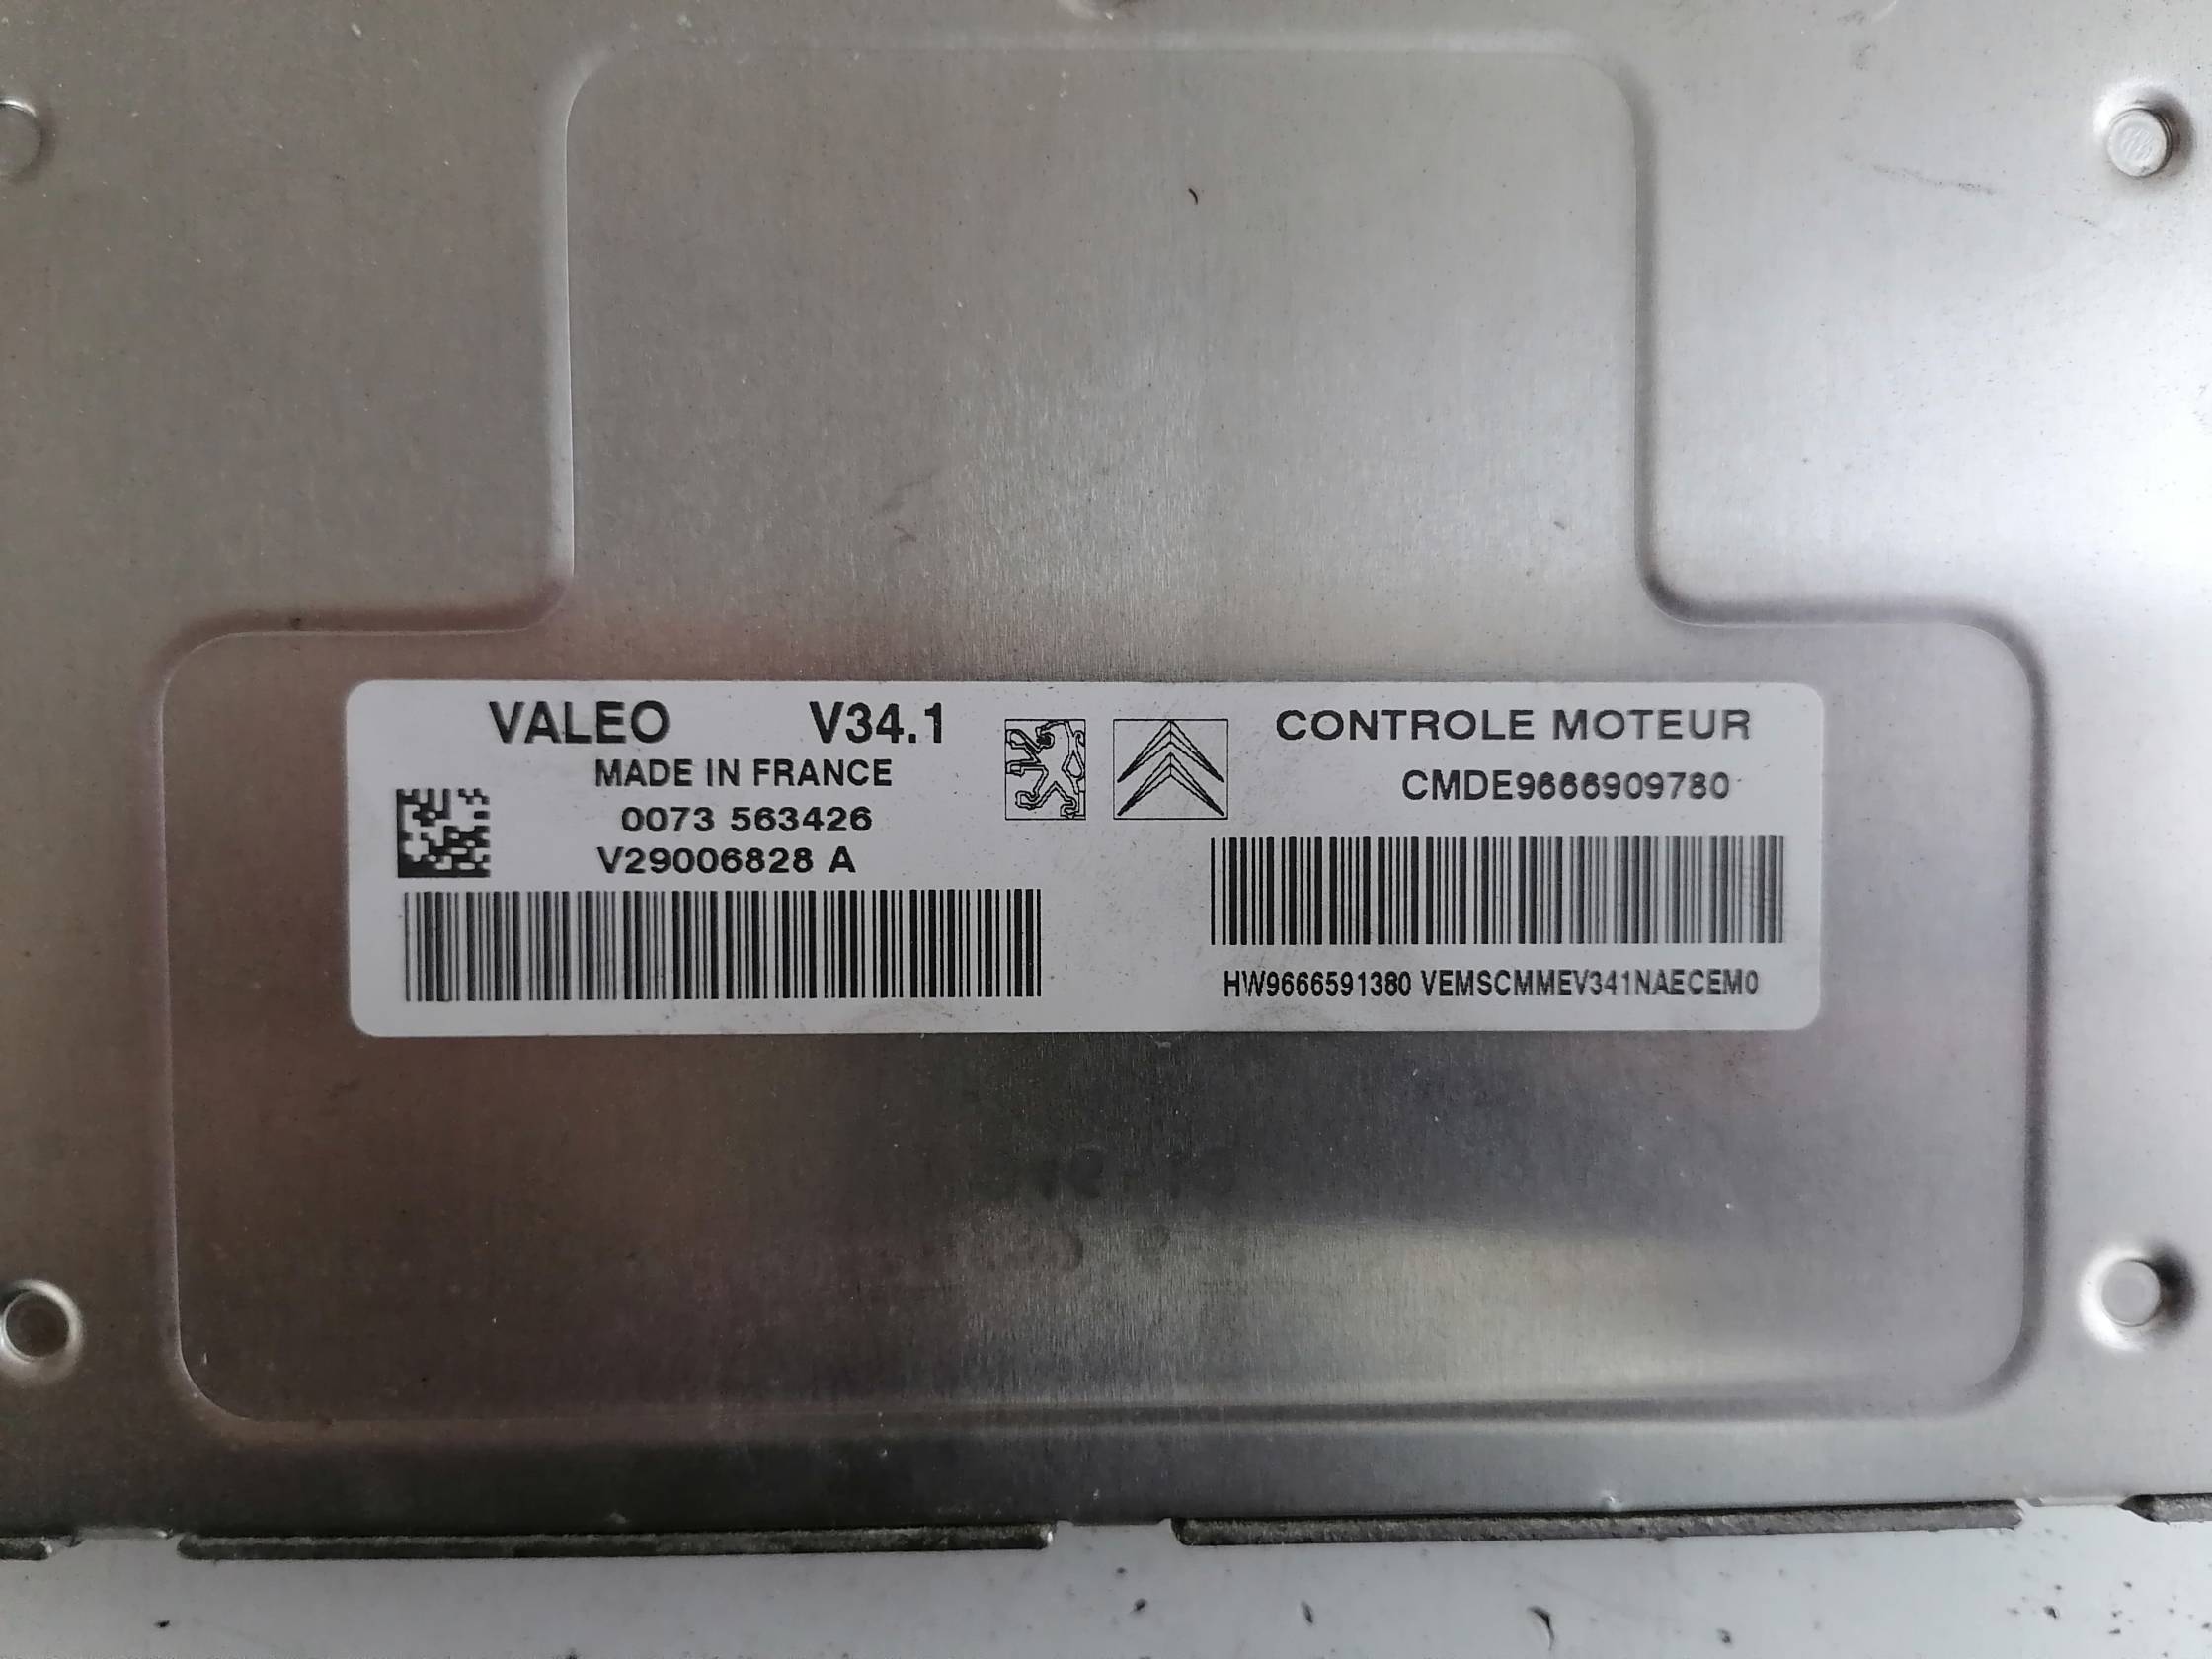 VALEO V34.1
MADE IN FRANCE
0073 563426
V29006828 A
CONTROLE MOTEUR
CMDE9666909780
HW9666591380 VEMSCMMEV341NAECEM0